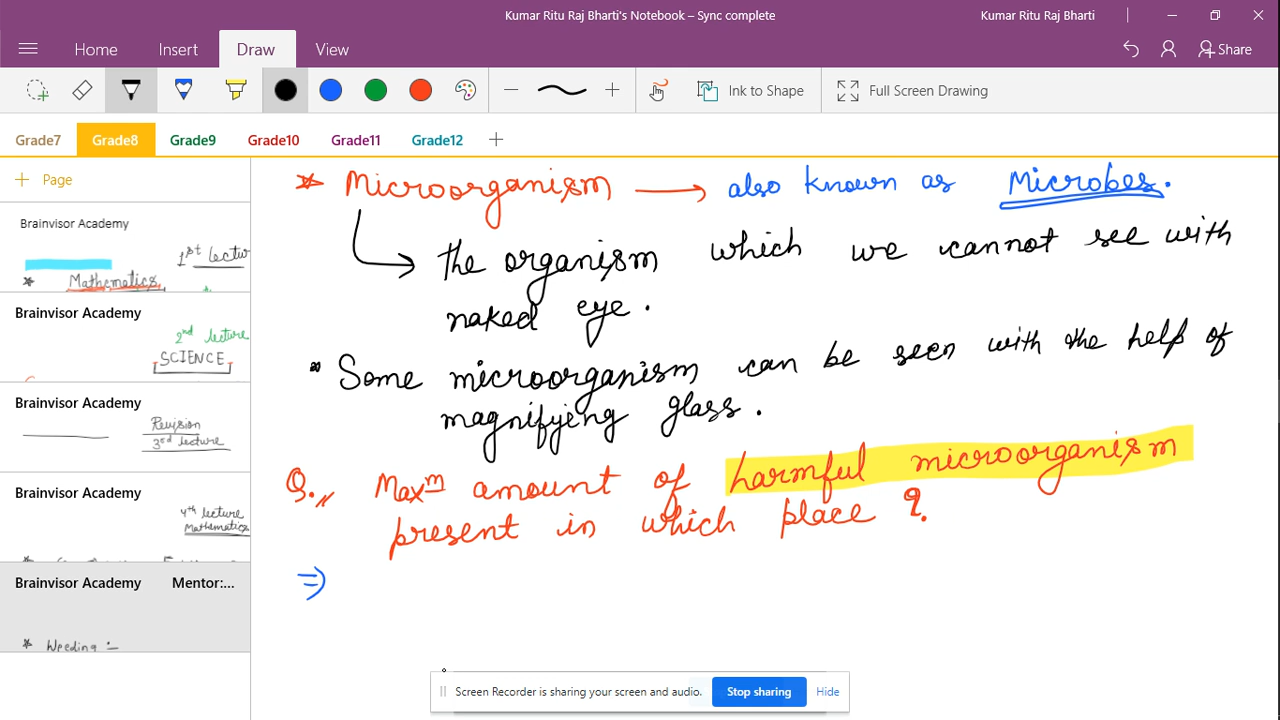 Kumar Ritu Raj Bharti's Notebook – Sync complete
Kumar Ritu Raj Bharti
Home Insert Draw View
Share
Ink to Shape
Full Screen Drawing
Grade7 Grade8 Grade9 Grade10 Grade11 Grade12
+ Page
Brainvisor Academy
1st lectur
* Mathematics
Brainvisor Academy
2nd lecture
SCIENCE
Brainvisor Academy
Revision
3rd lecture
Brainvisor Academy
4th lecture
Mathematics
Brainvisor Academy Mentor:...
* Weeding :-
* Microorganism → also known as Microbes.
→ the organism which we cannot see with
naked eye.
* Some microorganism can be seen with the help of
magnifying glass.
Q.// Maxm amount of harmful microorganism
present in which place ?
⇒
Screen Recorder is sharing your screen and audio.
Stop sharing
Hide